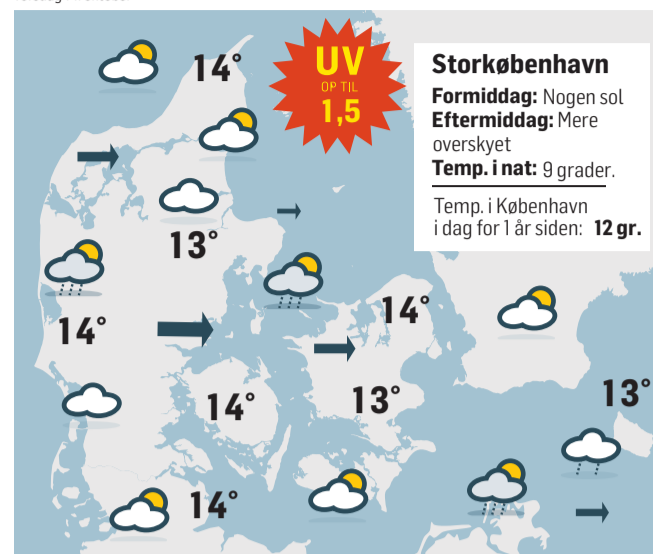 14°
UV
OP TIL
1,5
Storkøbenhavn
Formiddag: Nogen sol
Eftermiddag: Mere
overskyet
Temp. i nat: 9 grader.
Temp. i København
i dag for 1 år siden: 12 gr.
13°
14°
14°
13°
14°
13°
14°